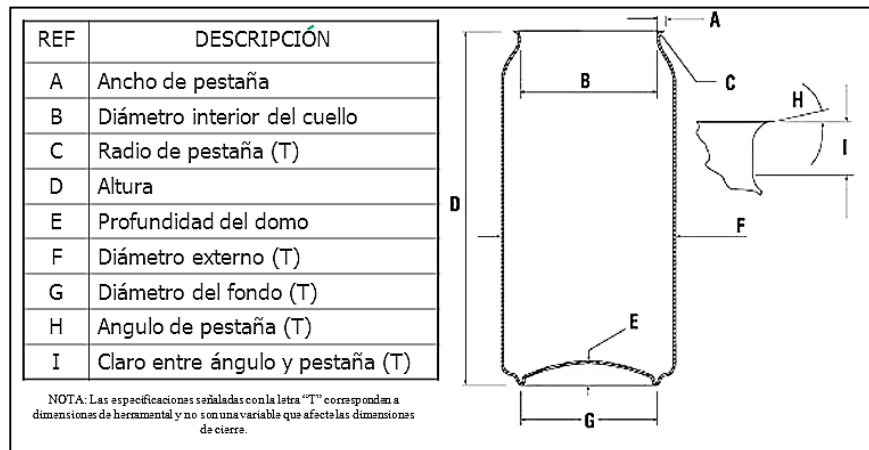 REF DESCRIPCIÓN
A Ancho de pestaña
B Diámetro interior del cuello
C Radio de pestaña (T)
D Altura
E Profundidad del domo
F Diámetro externo (T)
G Diámetro del fondo (T)
H Angulo de pestaña (T)
I Claro entre ángulo y pestaña (T)
NOTA: Las especificaciones señaladas con la letra “T” corresponden a
dimensiones de herramental y no son una variable que afecte las dimensiones
de cierre.
A
B
C
H
I
D
F
E
G